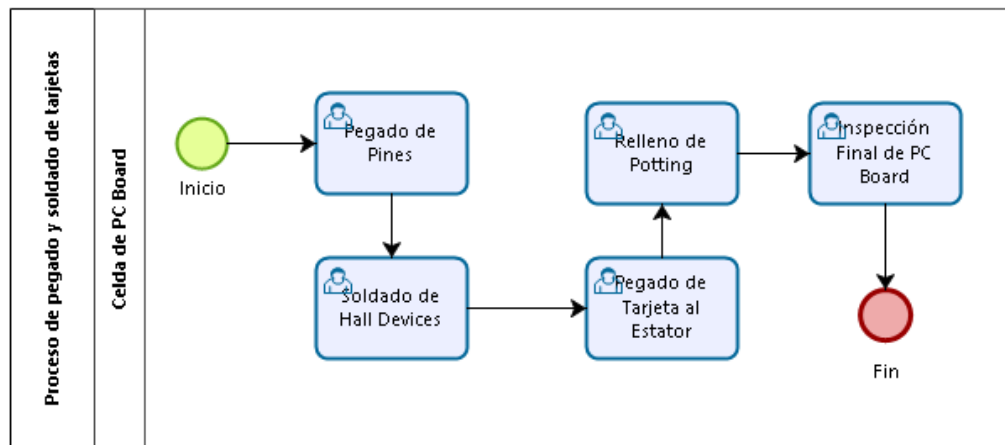 Proceso de pegado y soldado de tarjetas
Celda de PC Board
Inicio
Pegado de
Pines
Soldado de
Hall Devices
Pegado de
Tarjeta al
Estator
Relleno de
Potting
Inspección
Final de PC
Board
Fin